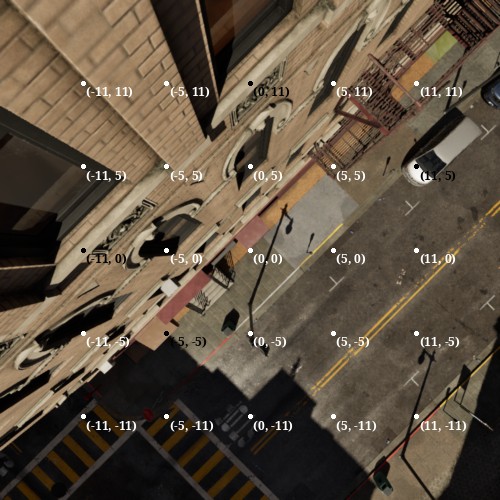 (-11, 11) (-5, 11) (0, 11) (5, 11) (11, 11)
(-11, 5) (-5, 5) (0, 5) (5, 5) (11, 5)
(-11, 0) (-5, 0) (0, 0) (5, 0) (11, 0)
(-11, -5) (-5, -5) (0, -5) (5, -5) (11, -5)
(-11, -11) (-5, -11) (0, -11) (5, -11) (11, -11)